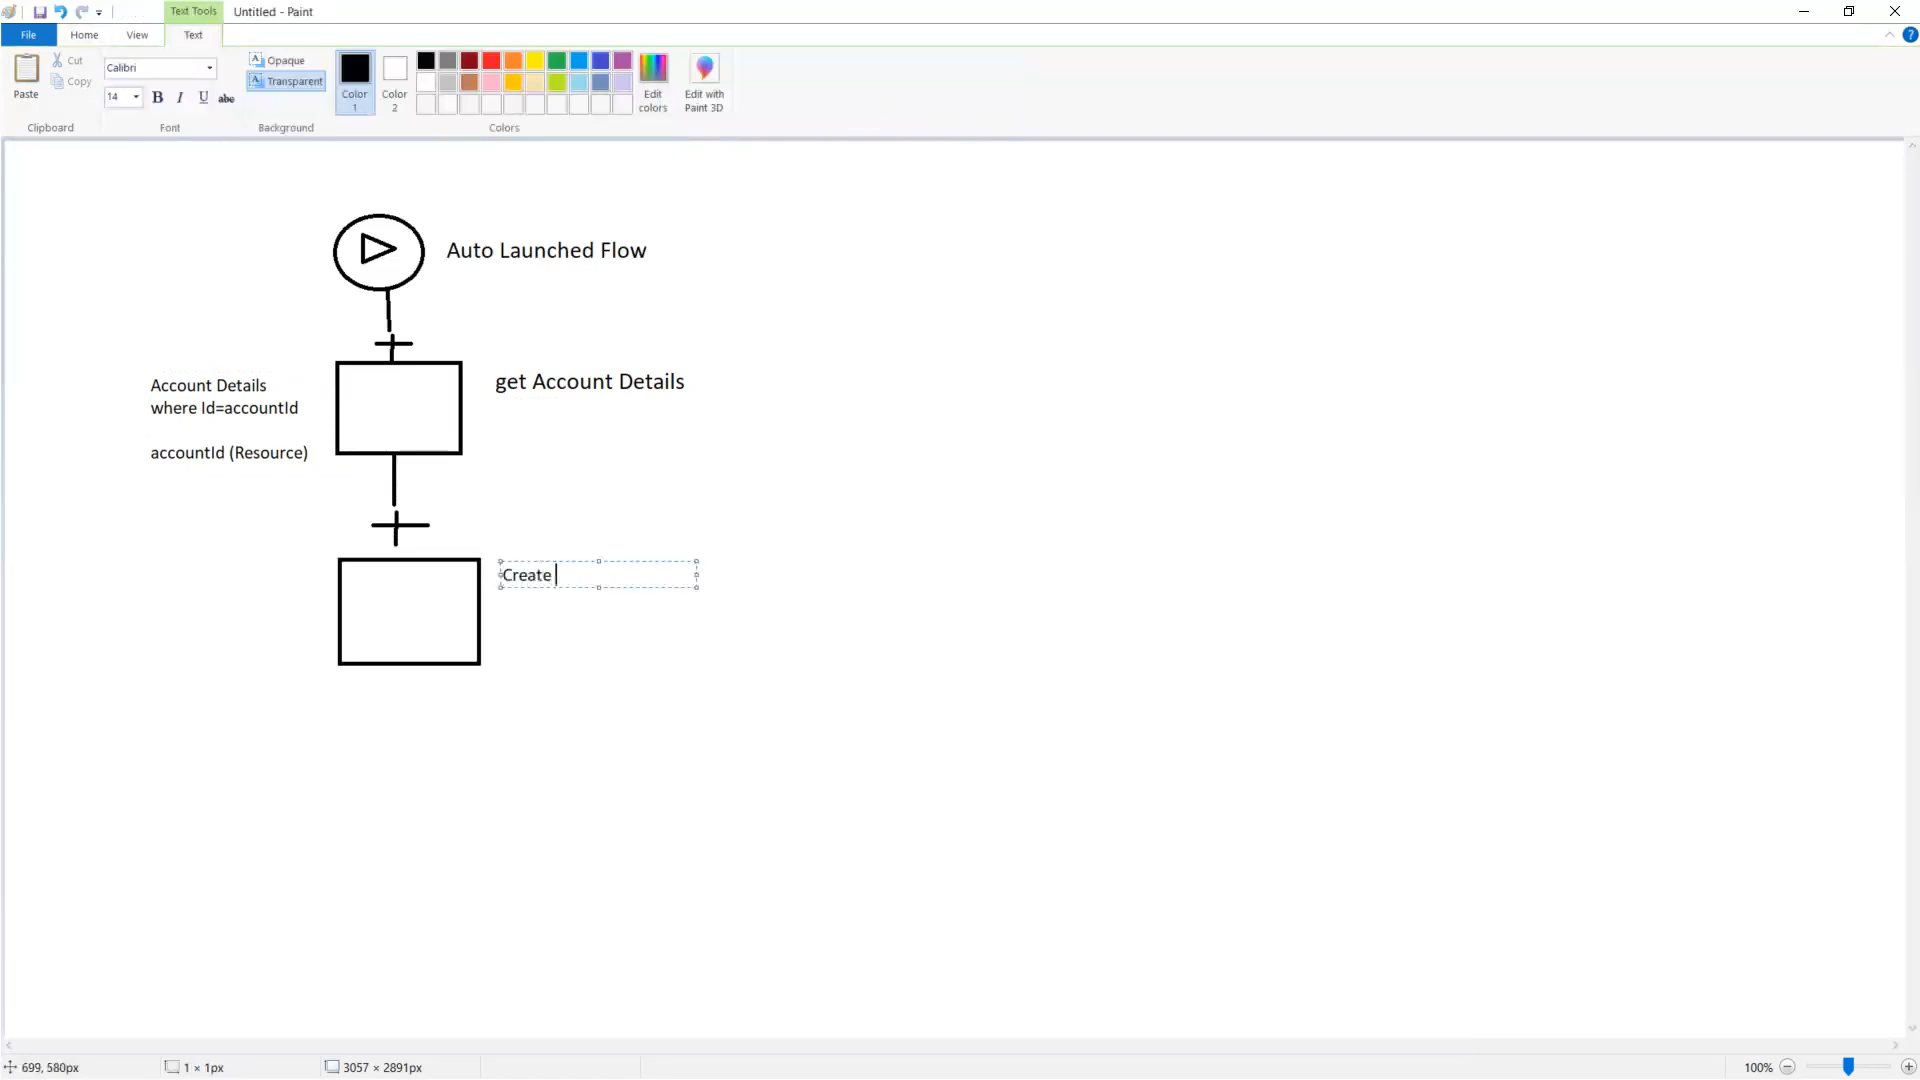 Text Tools
Untitled - Paint
File
Home
View
Text
Paste
Cut
Copy
Clipboard
Calibri
14
B
I
U
abc
Font
Opaque
Transparent
Background
Color
1
Color
2
Edit
colors
Edit with
Paint 3D
Colors
Auto Launched Flow
Account Details
where Id=accountId
accountId (Resource)
get Account Details
Create
699, 580px
1 × 1px
3057 × 2891px
100%